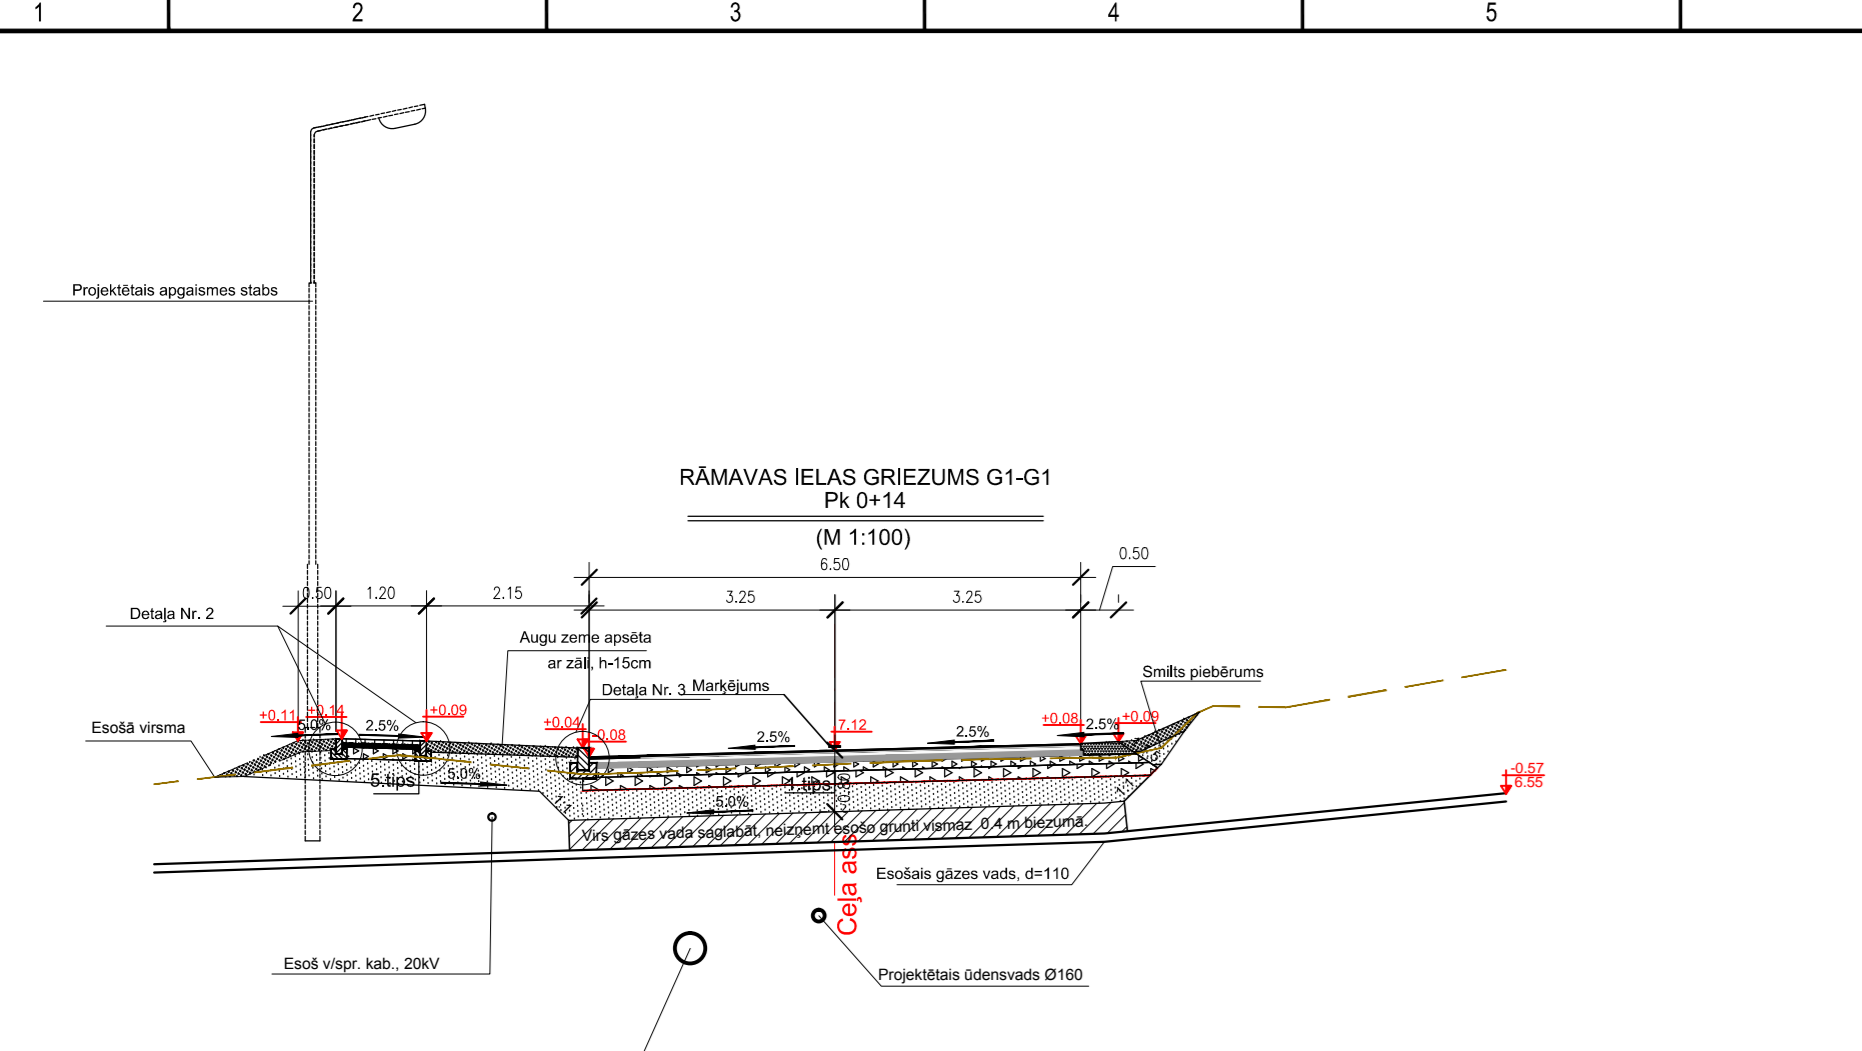 1
2
3
4
5
Projektētais apgaismes stabs
RĀMAVAS IELAS GRIEZUMS G1-G1
Pk 0+14
(M 1:100)
6.50
0.50
0.50
1.20
2.15
3.25
3.25
Detaļa Nr. 2
Augu zeme apsēta
ar zāli, h-15cm
Detaļa Nr. 3
Marķējums
Smilts piebērums
Esošā virsma
+0.11
+0.14
+0.09
+0.04
-0.08
7.12
+0.08
+0.09
5.0%
2.5%
2.5%
2.5%
2.5%
-0.57
6.55
5.tips
5.0%
1.tips
5.0%
Virs gāzes vada saglabāt, neizņemt esošo grunti vismaz 0.4 m biezumā.
Ceļa ass
Esošais gāzes vads, d=110
Esoš v/spr. kab., 20kV
Projektētais ūdensvads Ø160